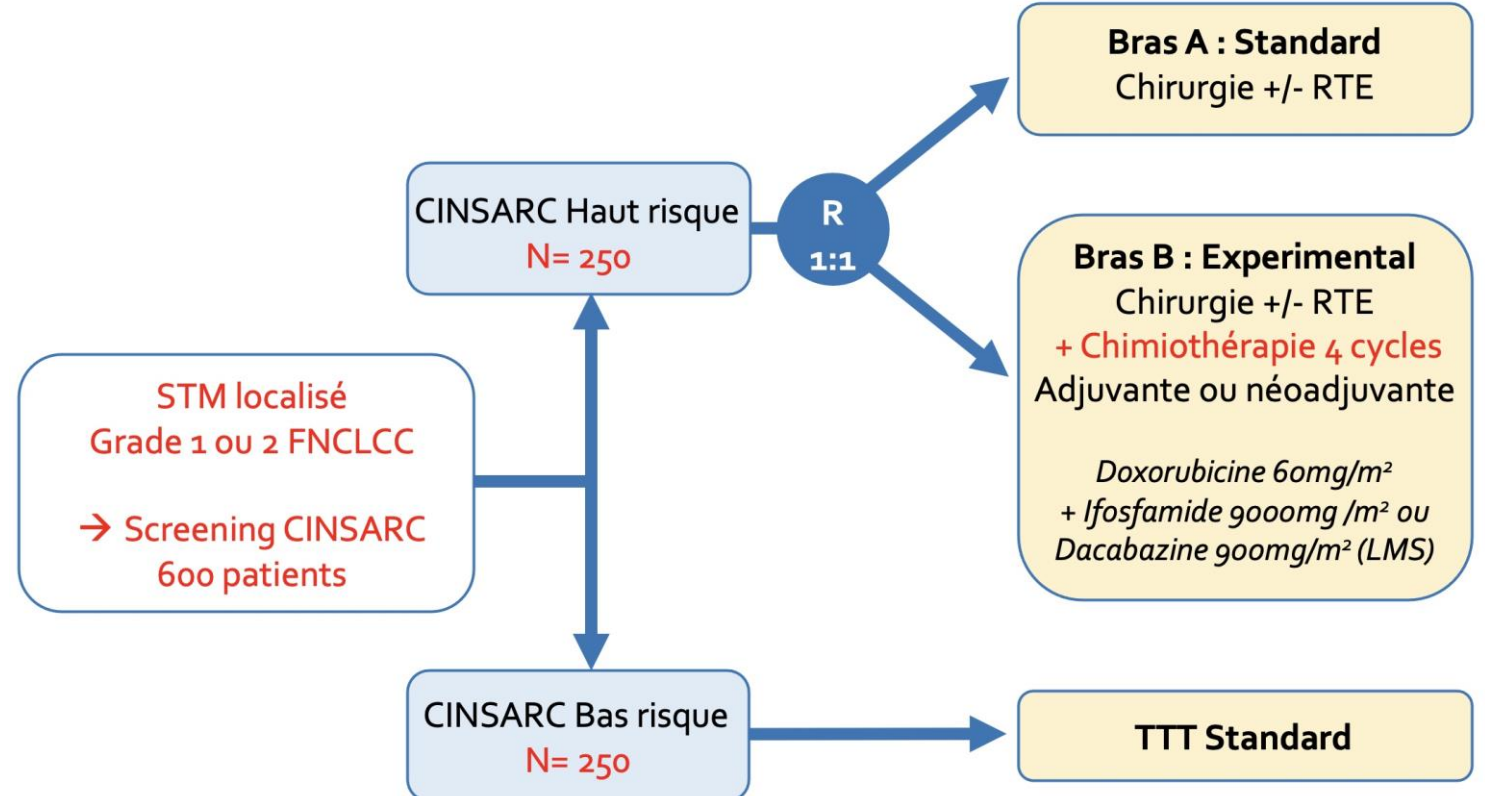 STM localisé
Grade 1 ou 2 FNCLCC
→ Screening CINSARC
600 patients
CINSARC Haut risque
N= 250
R
1:1
Bras A : Standard
Chirurgie +/- RTE
Bras B : Experimental
Chirurgie +/- RTE
+ Chimiothérapie 4 cycles
Adjuvante ou néoadjuvante
Doxorubicine 60mg/m²
+ Ifosfamide 9000mg /m² ou
Dacabazine 900mg/m² (LMS)
CINSARC Bas risque
N= 250
TTT Standard